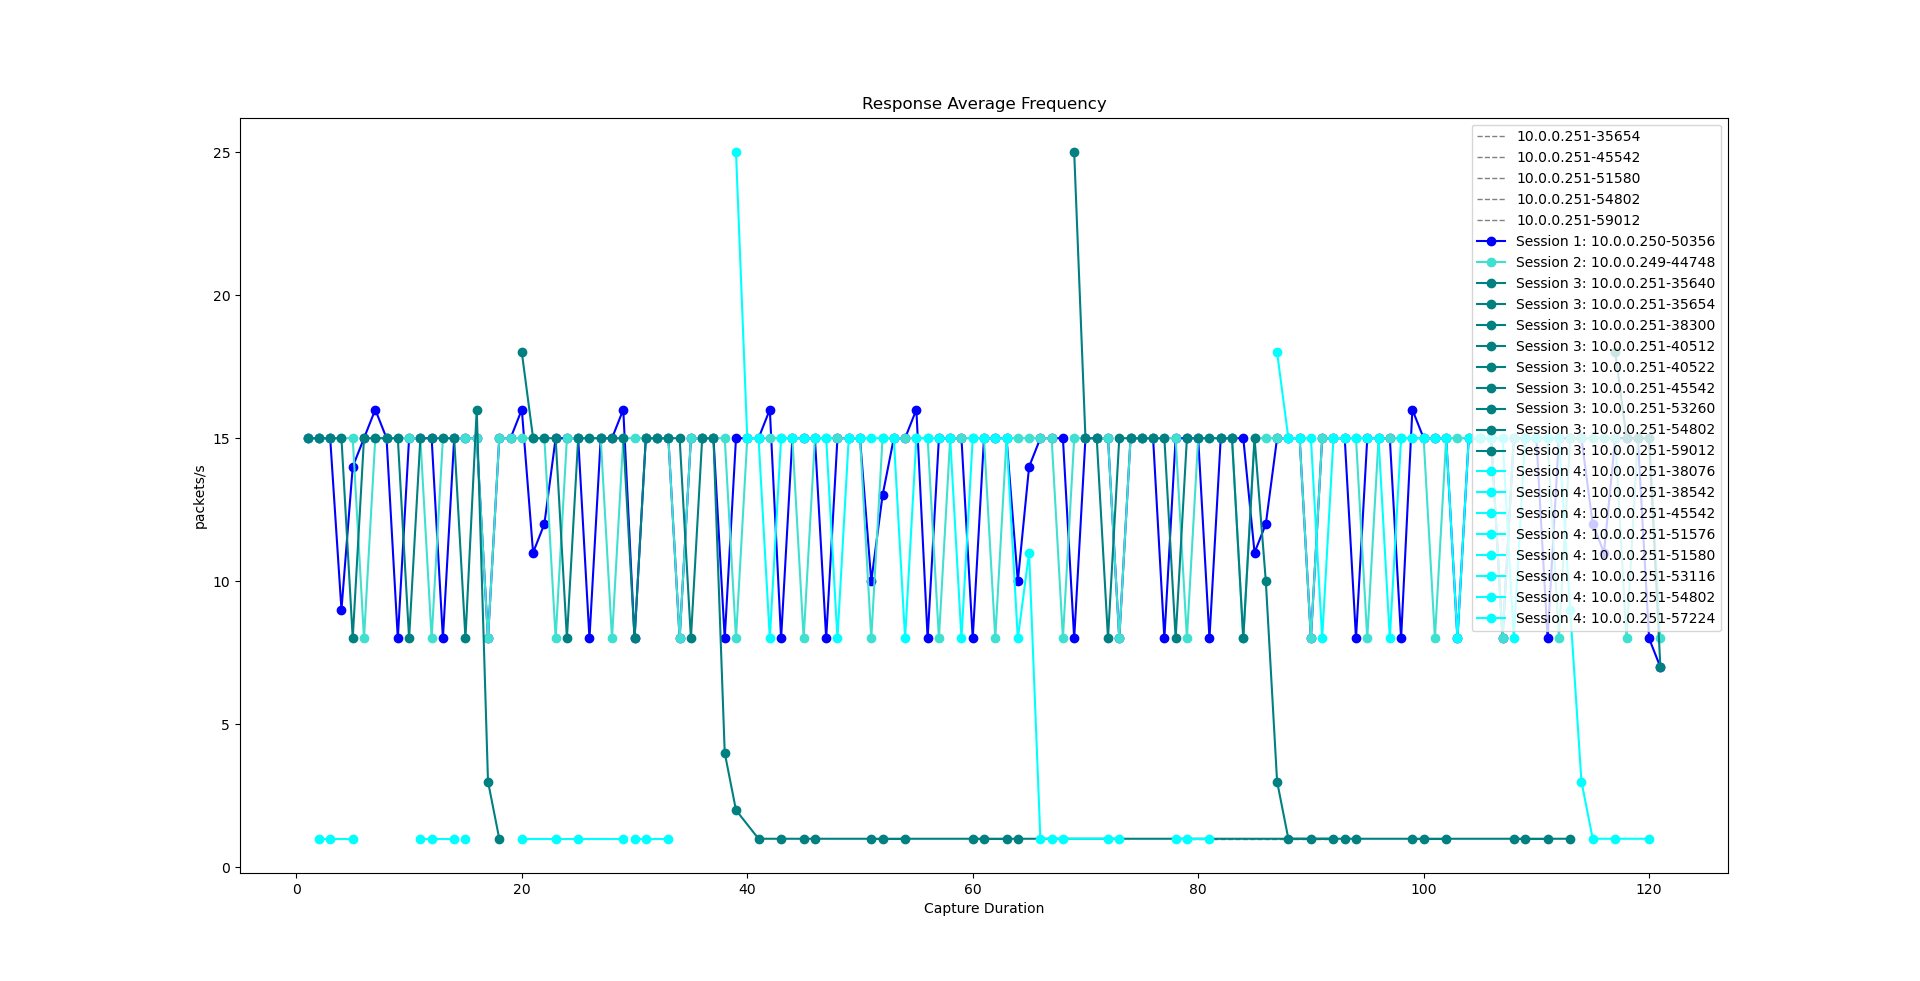 Response Average Frequency
25
20
15
10
5
0
packets/s
0 20 40 60 80 100 120
Capture Duration
10.0.0.251-35654
10.0.0.251-45542
10.0.0.251-51580
10.0.0.251-54802
10.0.0.251-59012
Session 1: 10.0.0.250-50356
Session 2: 10.0.0.249-44748
Session 3: 10.0.0.251-35640
Session 3: 10.0.0.251-35654
Session 3: 10.0.0.251-38300
Session 3: 10.0.0.251-40512
Session 3: 10.0.0.251-40522
Session 3: 10.0.0.251-45542
Session 3: 10.0.0.251-53260
Session 3: 10.0.0.251-54802
Session 3: 10.0.0.251-59012
Session 4: 10.0.0.251-38076
Session 4: 10.0.0.251-38542
Session 4: 10.0.0.251-45542
Session 4: 10.0.0.251-51576
Session 4: 10.0.0.251-51580
Session 4: 10.0.0.251-53116
Session 4: 10.0.0.251-54802
Session 4: 10.0.0.251-57224